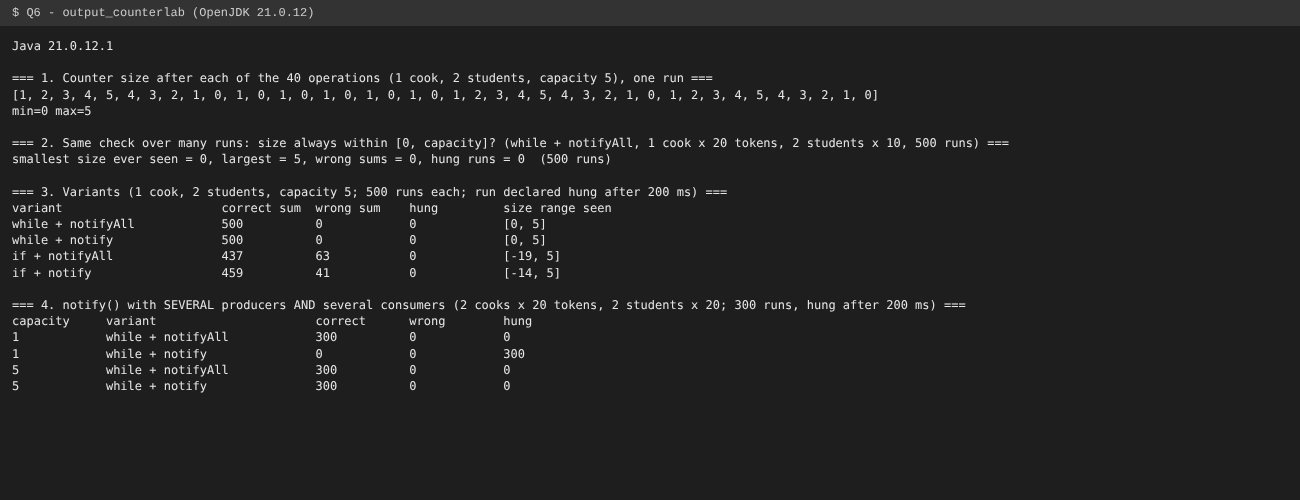 $ Q6 - output_counterlab (OpenJDK 21.0.12)
Java 21.0.12.1
=== 1. Counter size after each of the 40 operations (1 cook, 2 students, capacity 5), one run ===
[1, 2, 3, 4, 5, 4, 3, 2, 1, 0, 1, 0, 1, 0, 1, 0, 1, 0, 1, 0, 1, 2, 3, 4, 5, 4, 3, 2, 1, 0, 1, 2, 3, 4, 5, 4, 3, 2, 1, 0]
min=0 max=5
=== 2. Same check over many runs: size always within [0, capacity]? (while + notifyAll, 1 cook x 20 tokens, 2 students x 10, 500 runs) ===
smallest size ever seen = 0, largest = 5, wrong sums = 0, hung runs = 0  (500 runs)
=== 3. Variants (1 cook, 2 students, capacity 5; 500 runs each; run declared hung after 200 ms) ===
variant correct sum wrong sum hung size range seen
while + notifyAll 500 0 0 [0, 5]
while + notify 500 0 0 [0, 5]
if + notifyAll 437 63 0 [-19, 5]
if + notify 459 41 0 [-14, 5]
=== 4. notify() with SEVERAL producers AND several consumers (2 cooks x 20 tokens, 2 students x 20; 300 runs, hung after 200 ms) ===
capacity variant correct wrong hung
1 while + notifyAll 300 0 0
1 while + notify 0 0 300
5 while + notifyAll 300 0 0
5 while + notify 300 0 0